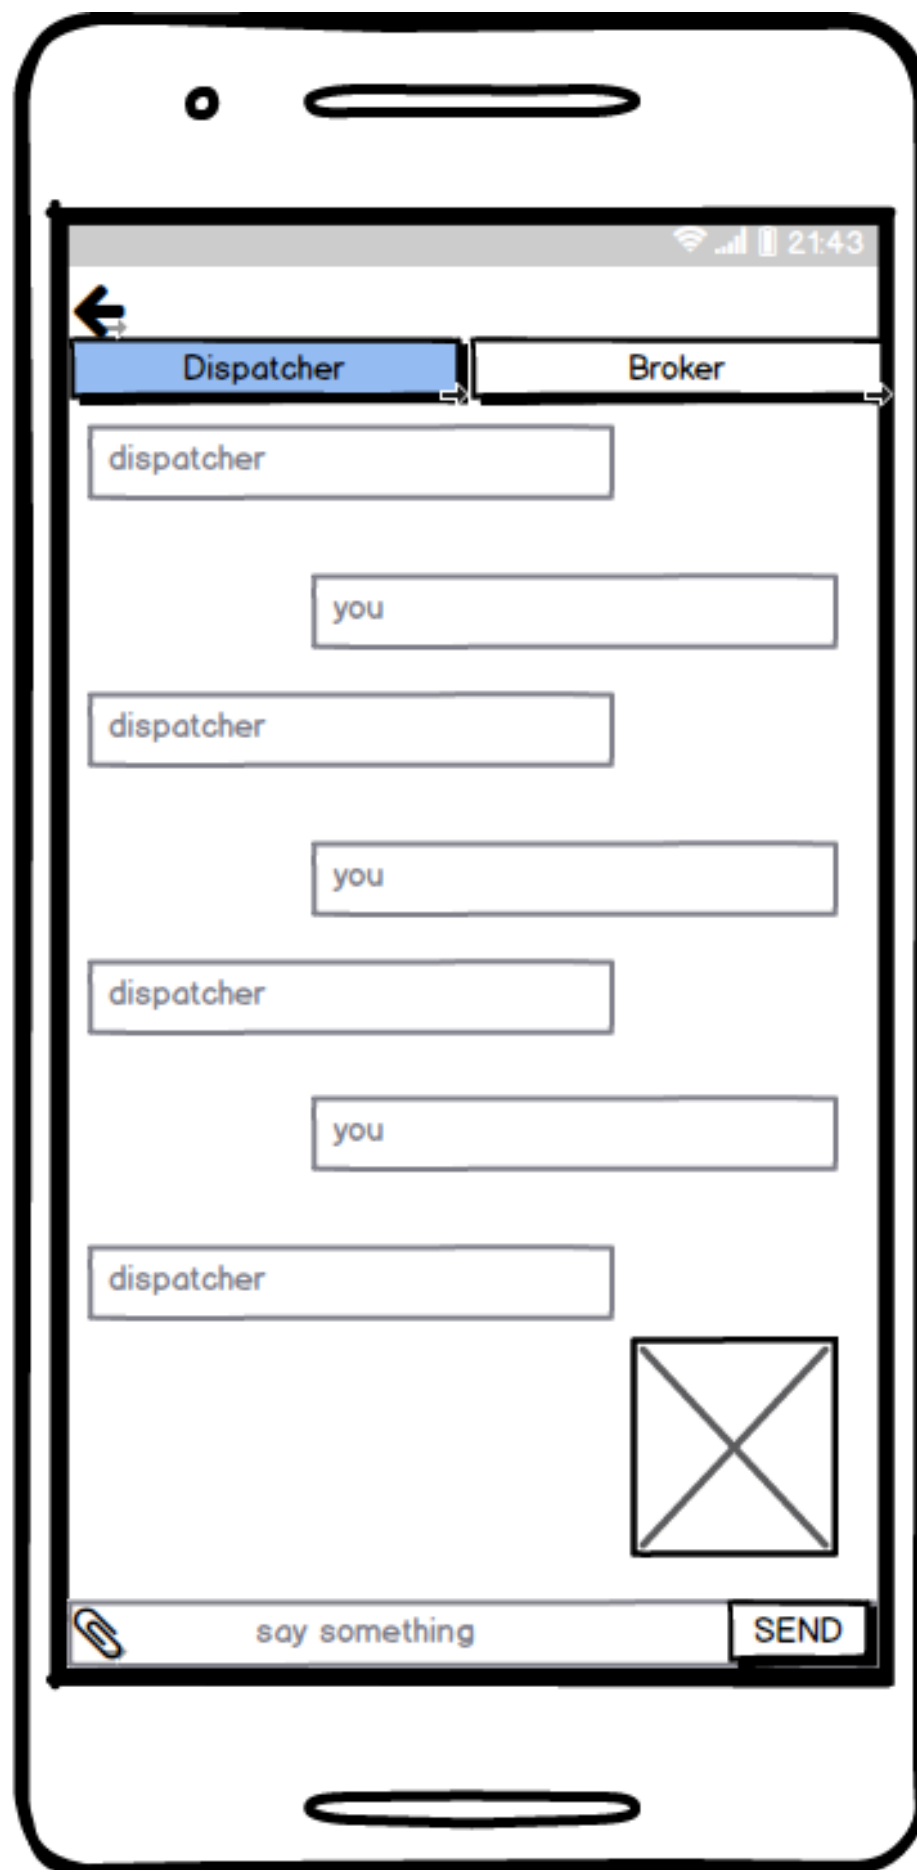 21:43
Dispatcher Broker
dispatcher
you
dispatcher
you
dispatcher
you
dispatcher
say something SEND